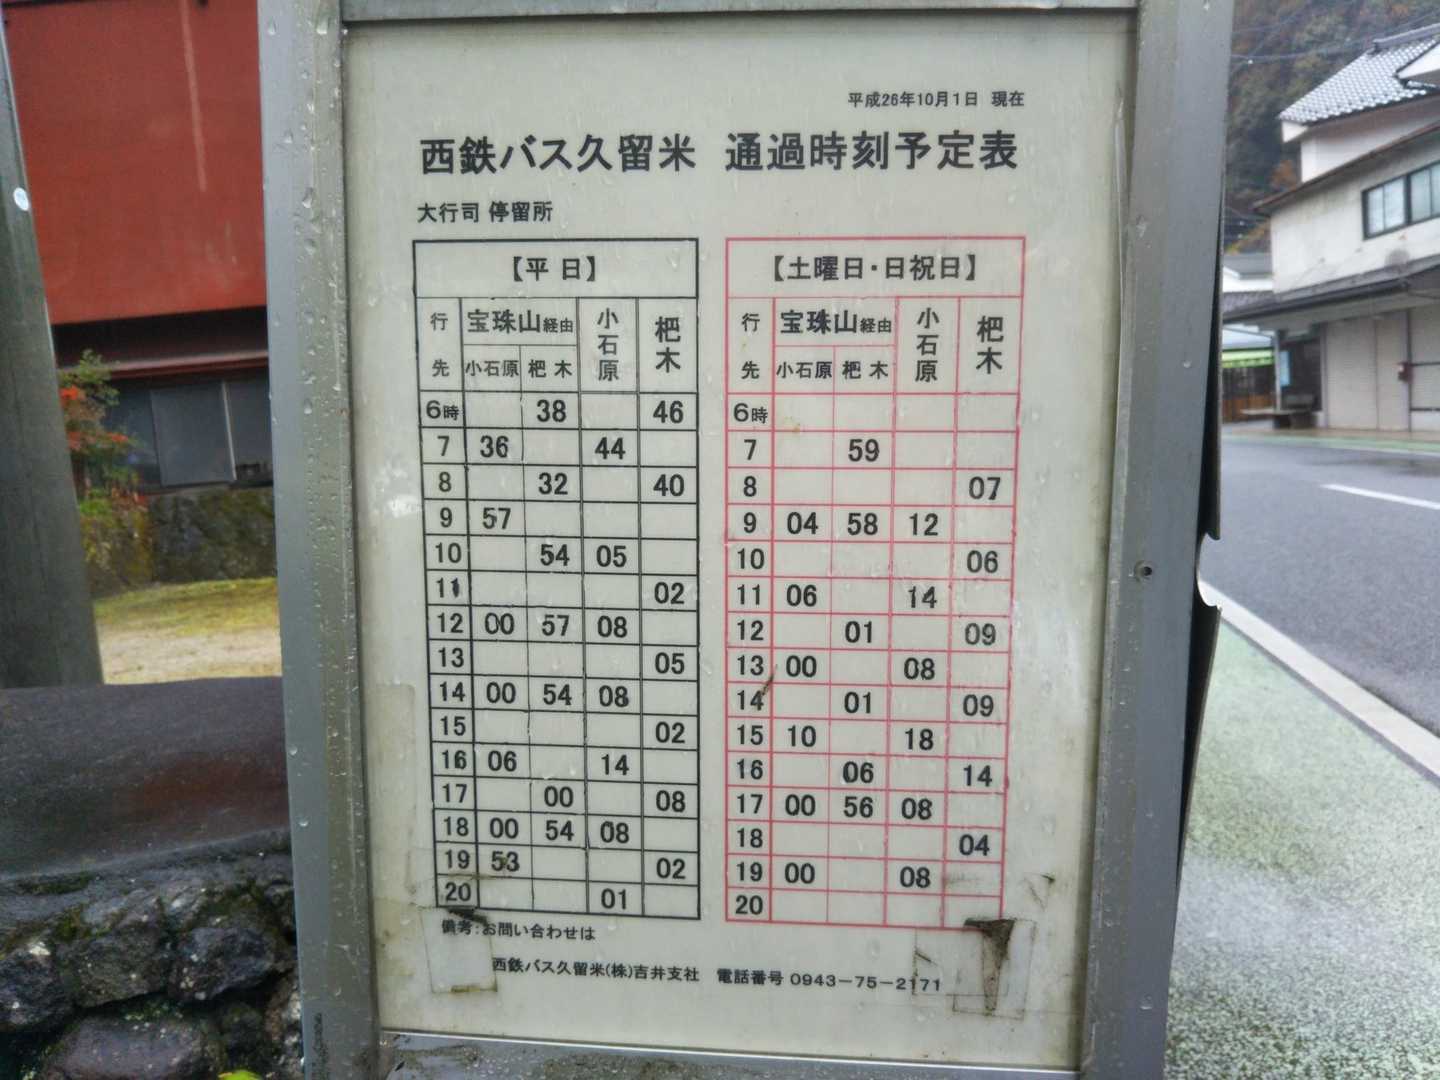 平成26年10月1日 現在
西鉄バス久留米 通過時刻予定表
大行司 停留所
【平 日】
行先 宝珠山経由 小石原 杷木
小石原 杷木
6時 38 46
7 36 44
8 32 40
9 57
10 54 05
11 02
12 00 57 08
13 05
14 00 54 08
15 02
16 06 14
17 00 08
18 00 54 08
19 53 02
20 01
【土曜日・日祝日】
行先 宝珠山経由 小石原 杷木
小石原 杷木
6時
7 59
8 07
9 04 58 12
10 06
11 06 14
12 01 09
13 00 08
14 01 09
15 10 18
16 06 14
17 00 56 08
18 04
19 00 08
20
備考:お問い合わせは
西鉄バス久留米(株)吉井支社 電話番号 0943-75-2171